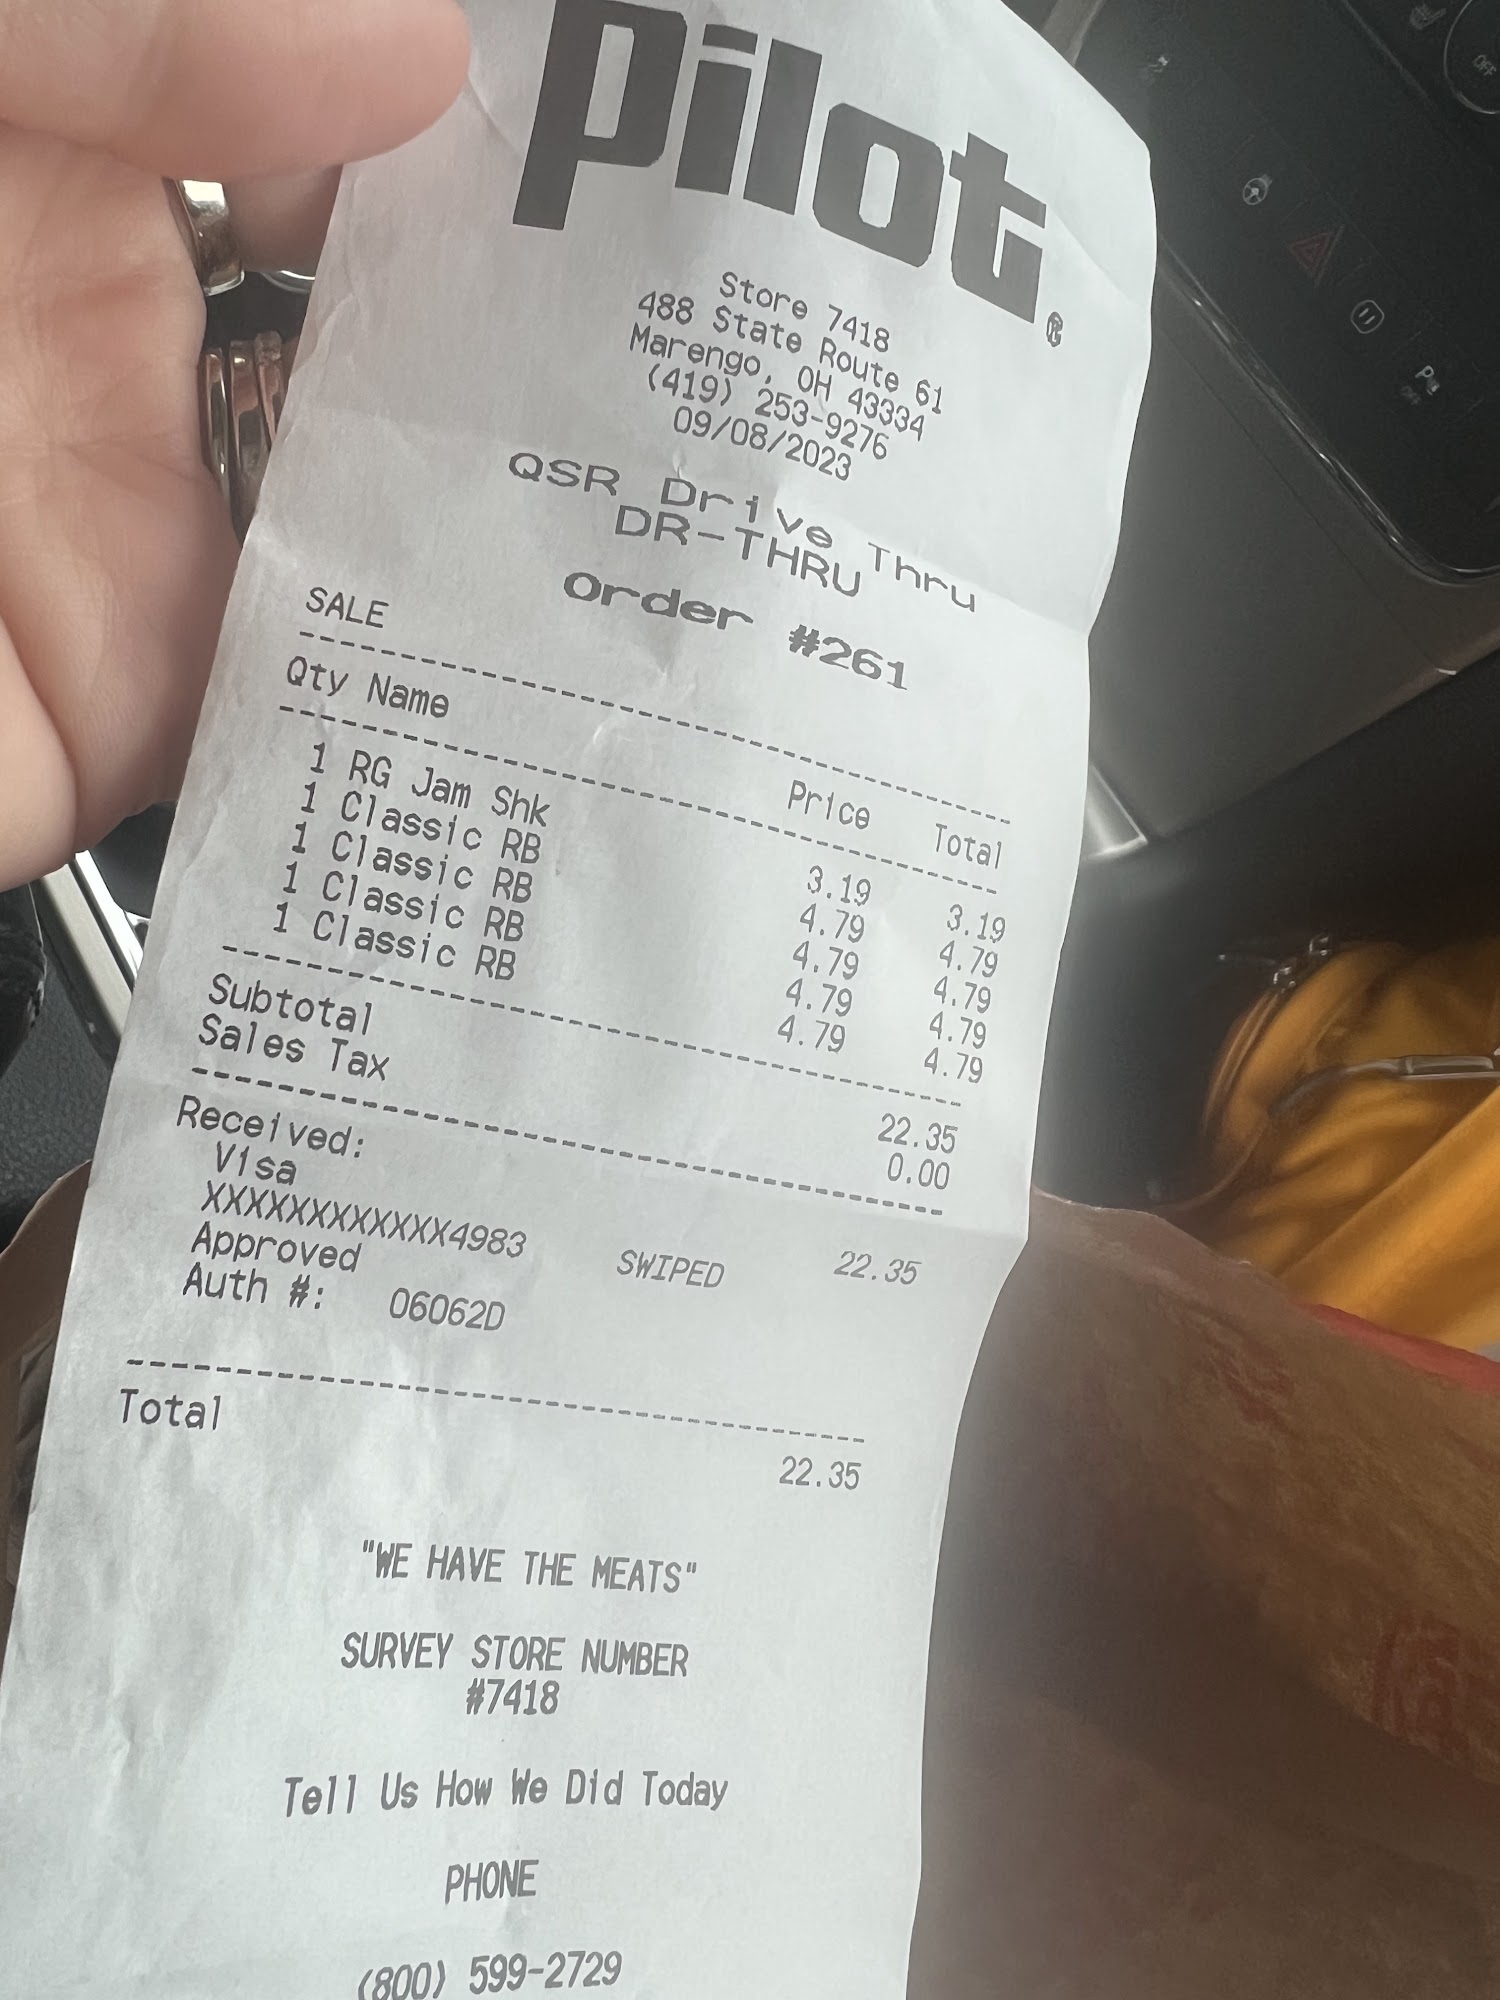 Pilot®
Store 7418
488 State Route 61
Marengo, OH 43334
(419) 253-9276
09/08/2023
QSR Drive Thru
DR-THRU
Order #261
SALE
Qty Name Price Total
1 RG Jam Shk 3.19 3.19
1 Classic RB 4.79 4.79
1 Classic RB 4.79 4.79
1 Classic RB 4.79 4.79
1 Classic RB 4.79 4.79
Subtotal 22.35
Sales Tax 0.00
Received:
Visa 22.35
XXXXXXXXXXXX4983 SWIPED
Approved
Auth #: 06062D
Total 22.35
"WE HAVE THE MEATS"
SURVEY STORE NUMBER
#7418
Tell Us How We Did Today
PHONE
(800) 599-2729
OFF